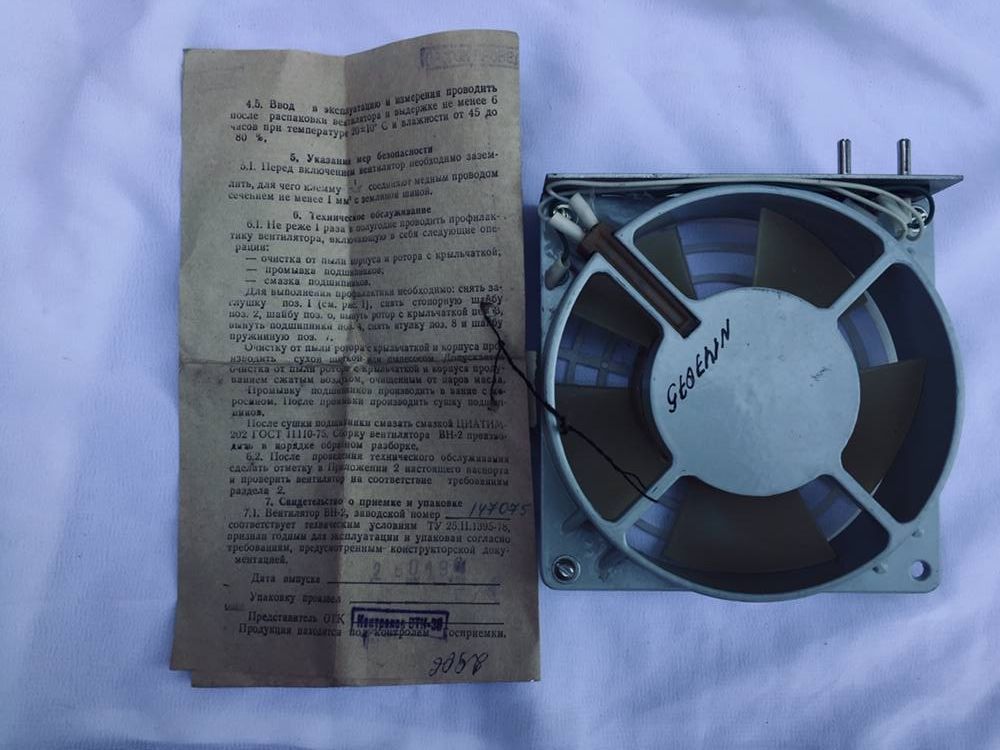 4.5. Ввод в эксплуатацию и измерения проводить
после распаковки вентилятора и выдержке не менее 6
часов при температуре 20±10° С и влажности от 45 до
80 %.
5. Указания мер безопасности
5.1. Перед включением вентилятор необходимо зазем-
лить, для чего клемму соединяют медным проводом
сечением не менее 1 мм² с земляной шиной.
6. Техническое обслуживание
6.1. Не реже 1 раза в полугодие проводить профилак-
тику вентилятора, включающую в себя следующие опе-
рации:
— очистка от пыли корпуса и ротора с крыльчаткой;
— промывка подшипников;
— смазка подшипников.
Для выполнения профилактики необходимо: снять за-
глушку поз. 1 (см. рис. 1), снять стопорную шайбу
поз. 2, шайбу поз. 6, вынуть ротор с крыльчаткой поз. 3,
вынуть подшипники поз. 4, снять втулку поз. 8 и шайбу
пружинную поз. 7.
Очистку от пыли ротора с крыльчаткой и корпуса про-
изводить сухой щеткой или пылесосом. Допускается
очистка от пыли ротора с крыльчаткой и корпуса проду-
ванием сжатым воздухом, очищенным от паров масла.
Промывку подшипников производить в ванне с ке-
росином. После промывки производить сушку подшип-
ников.
После сушки подшипники смазать смазкой ЦИАТИМ-
202 ГОСТ 11110-75. Сборку вентилятора ВН-2 произво-
дить в порядке обратном разборке.
6.2. После проведения технического обслуживания
сделать отметку в Приложении 2 настоящего паспорта
и проверить вентилятор на соответствие требованиям
раздела 2.
7. Свидетельство о приемке и упаковке
7.1. Вентилятор ВН-2, заводской номер 147075
соответствует техническим условиям ТУ 25.11.1395-78,
признан годным для эксплуатации и упакован согласно
требованиям, предусмотренным конструкторской доку-
ментацией.
Дата выпуска
Упаковку произвел
Представитель ОТК
Контролер ОТК-38
Продукция находится под контролем Госприемки.